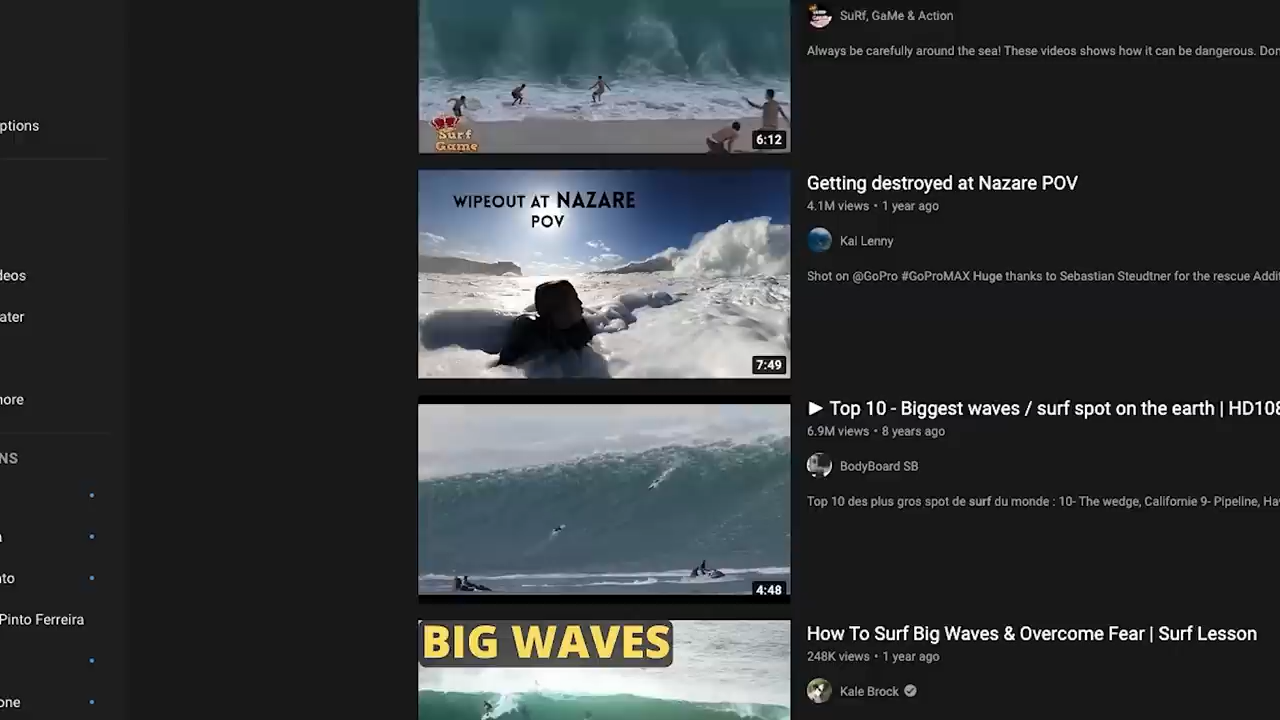 SuRf, GaMe & Action
Always be carefully around the sea! These videos shows how it can be dangerous. Don
ptions
Surf
Game
6:12
WIPEOUT AT NAZARE
POV
7:49
Getting destroyed at Nazare POV
4.1M views • 1 year ago
Kai Lenny
Shot on @GoPro #GoProMAX Huge thanks to Sebastian Steudtner for the rescue Addi
deos
ater
nore
NS
4:48
▶ Top 10 - Biggest waves / surf spot on the earth | HD108
6.9M views • 8 years ago
BodyBoard SB
Top 10 des plus gros spot de surf du monde : 10- The wedge, Californie 9- Pipeline, Ha
a
to
Pinto Ferreira
one
BIG WAVES
How To Surf Big Waves & Overcome Fear | Surf Lesson
248K views • 1 year ago
Kale Brock